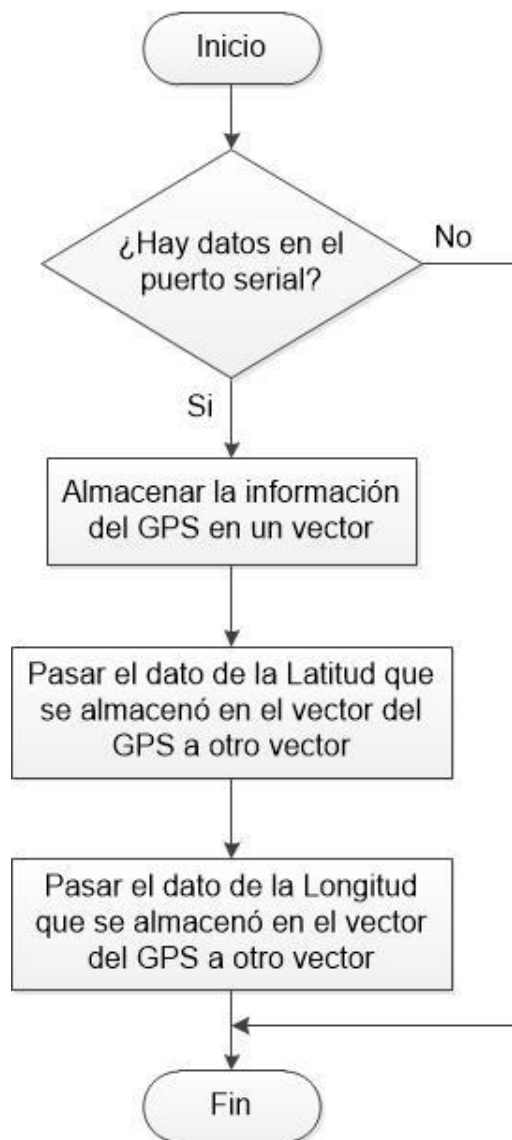 Inicio
¿Hay datos en el
puerto serial?
No
Si
Almacenar la información
del GPS en un vector
Pasar el dato de la Latitud que
se almacenó en el vector del
GPS a otro vector
Pasar el dato de la Longitud
que se almacenó en el vector
del GPS a otro vector
Fin